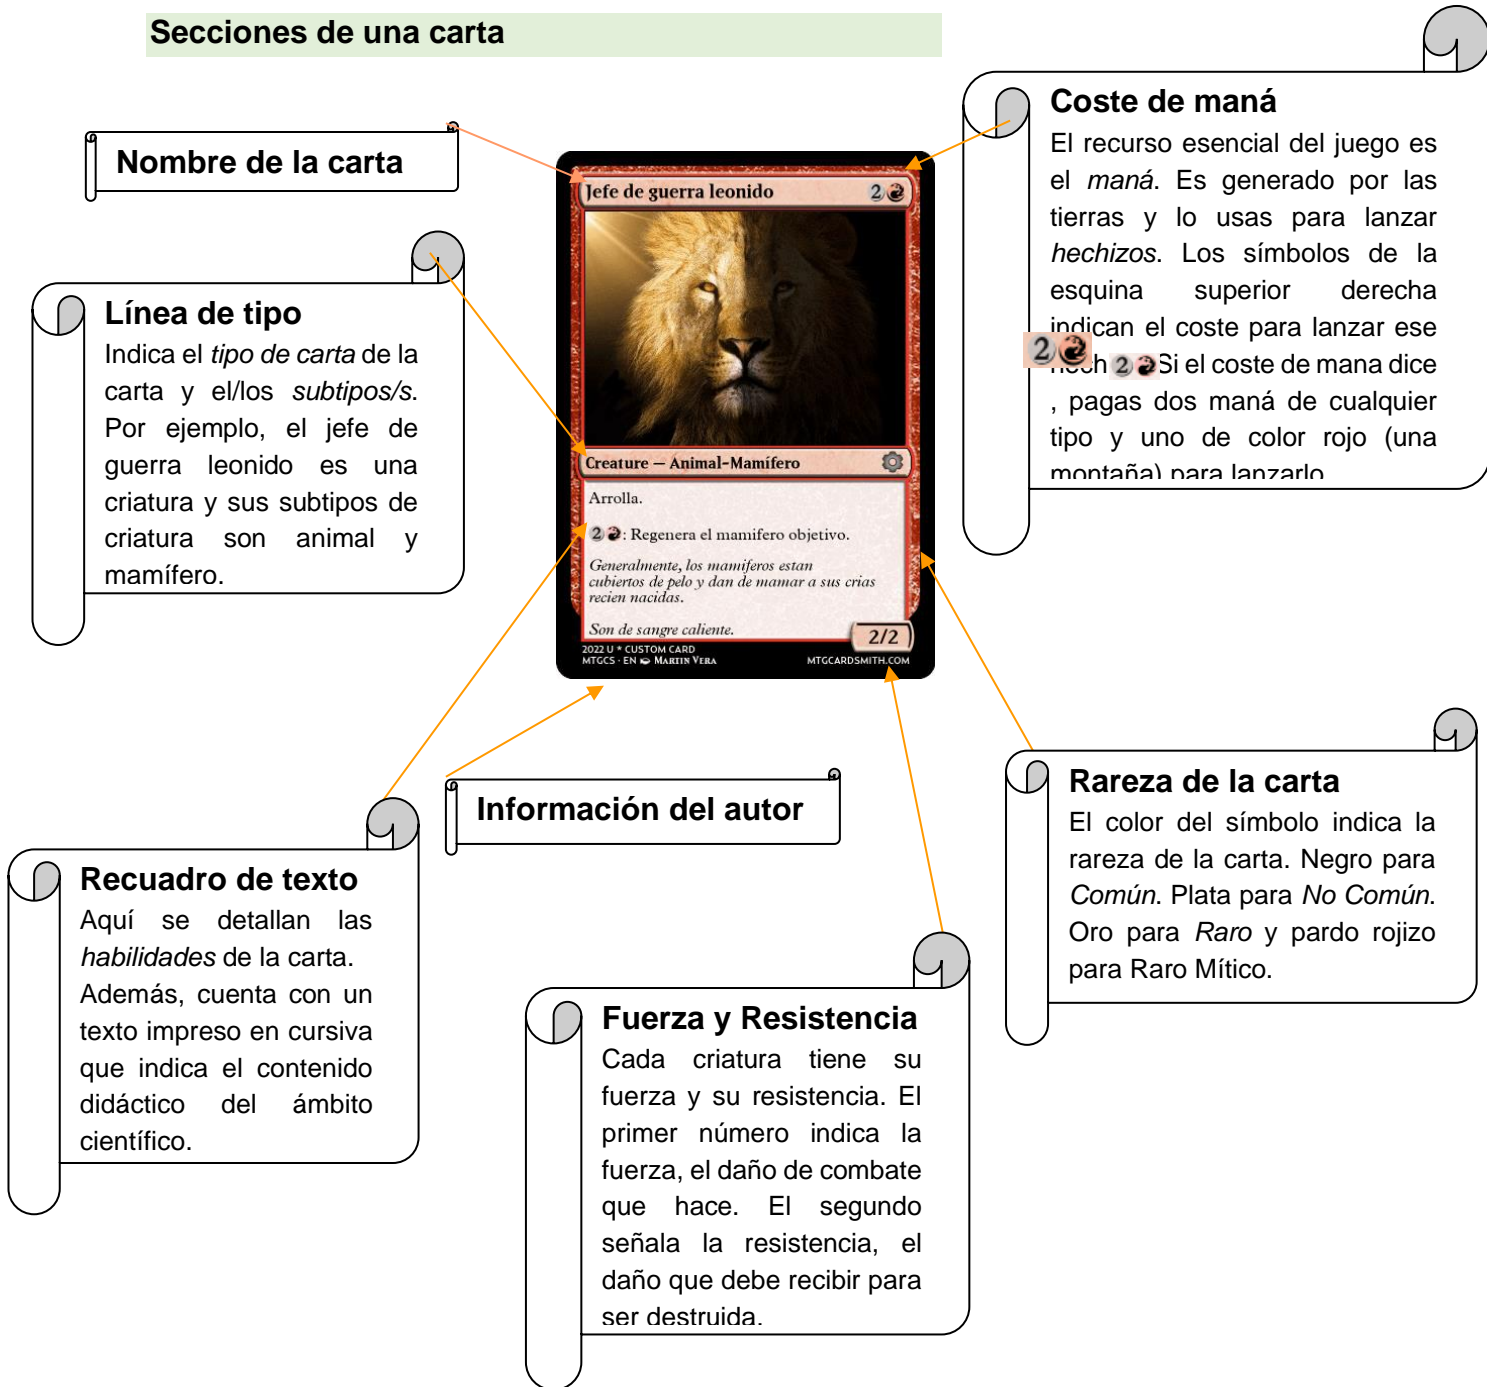 Secciones de una carta
Nombre de la carta
Línea de tipo
Indica el tipo de carta de la
carta y el/los subtipos/s.
Por ejemplo, el jefe de
guerra leonido es una
criatura y sus subtipos de
criatura son animal y
mamífero.
Jefe de guerra leonido 2
Creature — Animal-Mamífero
Arrolla.
2: Regenera el mamifero objetivo.
Generalmente, los mamiferos estan
cubiertos de pelo y dan de mamar a sus crias
recien nacidas.
Son de sangre caliente.
2/2
2022 U * CUSTOM CARD
MTGCS · EN MARTIN VERA
MTGCARDSMITH.COM
Coste de maná
El recurso esencial del juego es
el maná. Es generado por las
tierras y lo usas para lanzar
hechizos. Los símbolos de la
esquina superior derecha
indican el coste para lanzar ese
2 2 Si el coste de mana dice
, pagas dos maná de cualquier
tipo y uno de color rojo (una
montaña) para lanzarlo
Recuadro de texto
Aquí se detallan las
habilidades de la carta.
Además, cuenta con un
texto impreso en cursiva
que indica el contenido
didáctico del ámbito
científico.
Información del autor
Fuerza y Resistencia
Cada criatura tiene su
fuerza y su resistencia. El
primer número indica la
fuerza, el daño de combate
que hace. El segundo
señala la resistencia, el
daño que debe recibir para
ser destruida.
Rareza de la carta
El color del símbolo indica la
rareza de la carta. Negro para
Común. Plata para No Común.
Oro para Raro y pardo rojizo
para Raro Mítico.